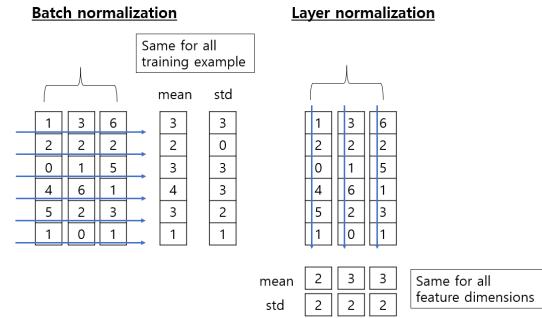 Batch normalization
Layer normalization
Same for all
training example
mean std
1 3 6 3 3
2 2 2 2 0
0 1 5 3 3
4 6 1 4 3
5 2 3 3 2
1 0 1 1 1
1 3 6
2 2 2
0 1 5
4 6 1
5 2 3
1 0 1
mean 2 3 3
std 2 2 2
Same for all
feature dimensions